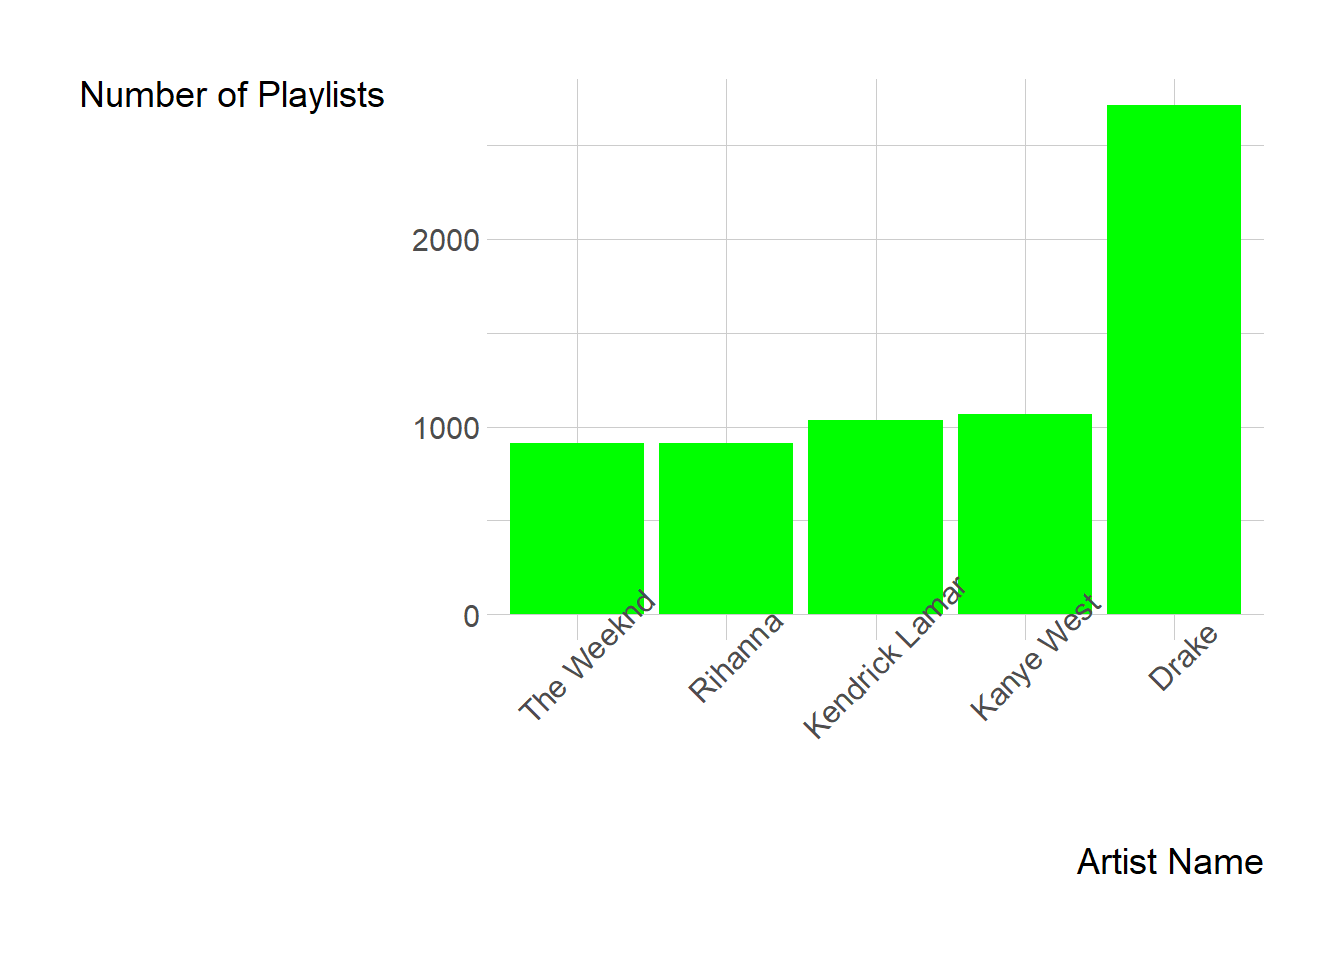 Number of Playlists
2000
1000
0
The Weeknd
Rihanna
Kendrick Lamar
Kanye West
Drake
Artist Name